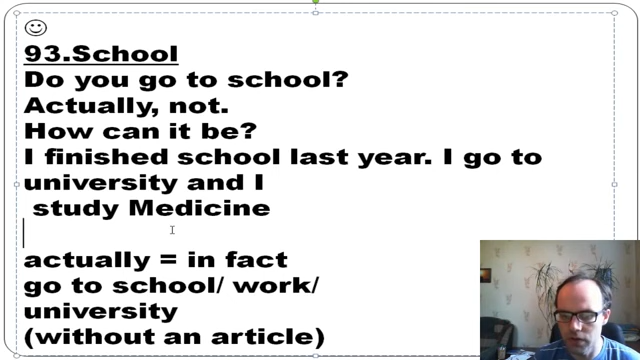 93.School
Do you go to school?
Actually, not.
How can it be?
I finished school last year. I go to
university and I
study Medicine
actually = in fact
go to school/ work/
university
(without an article)